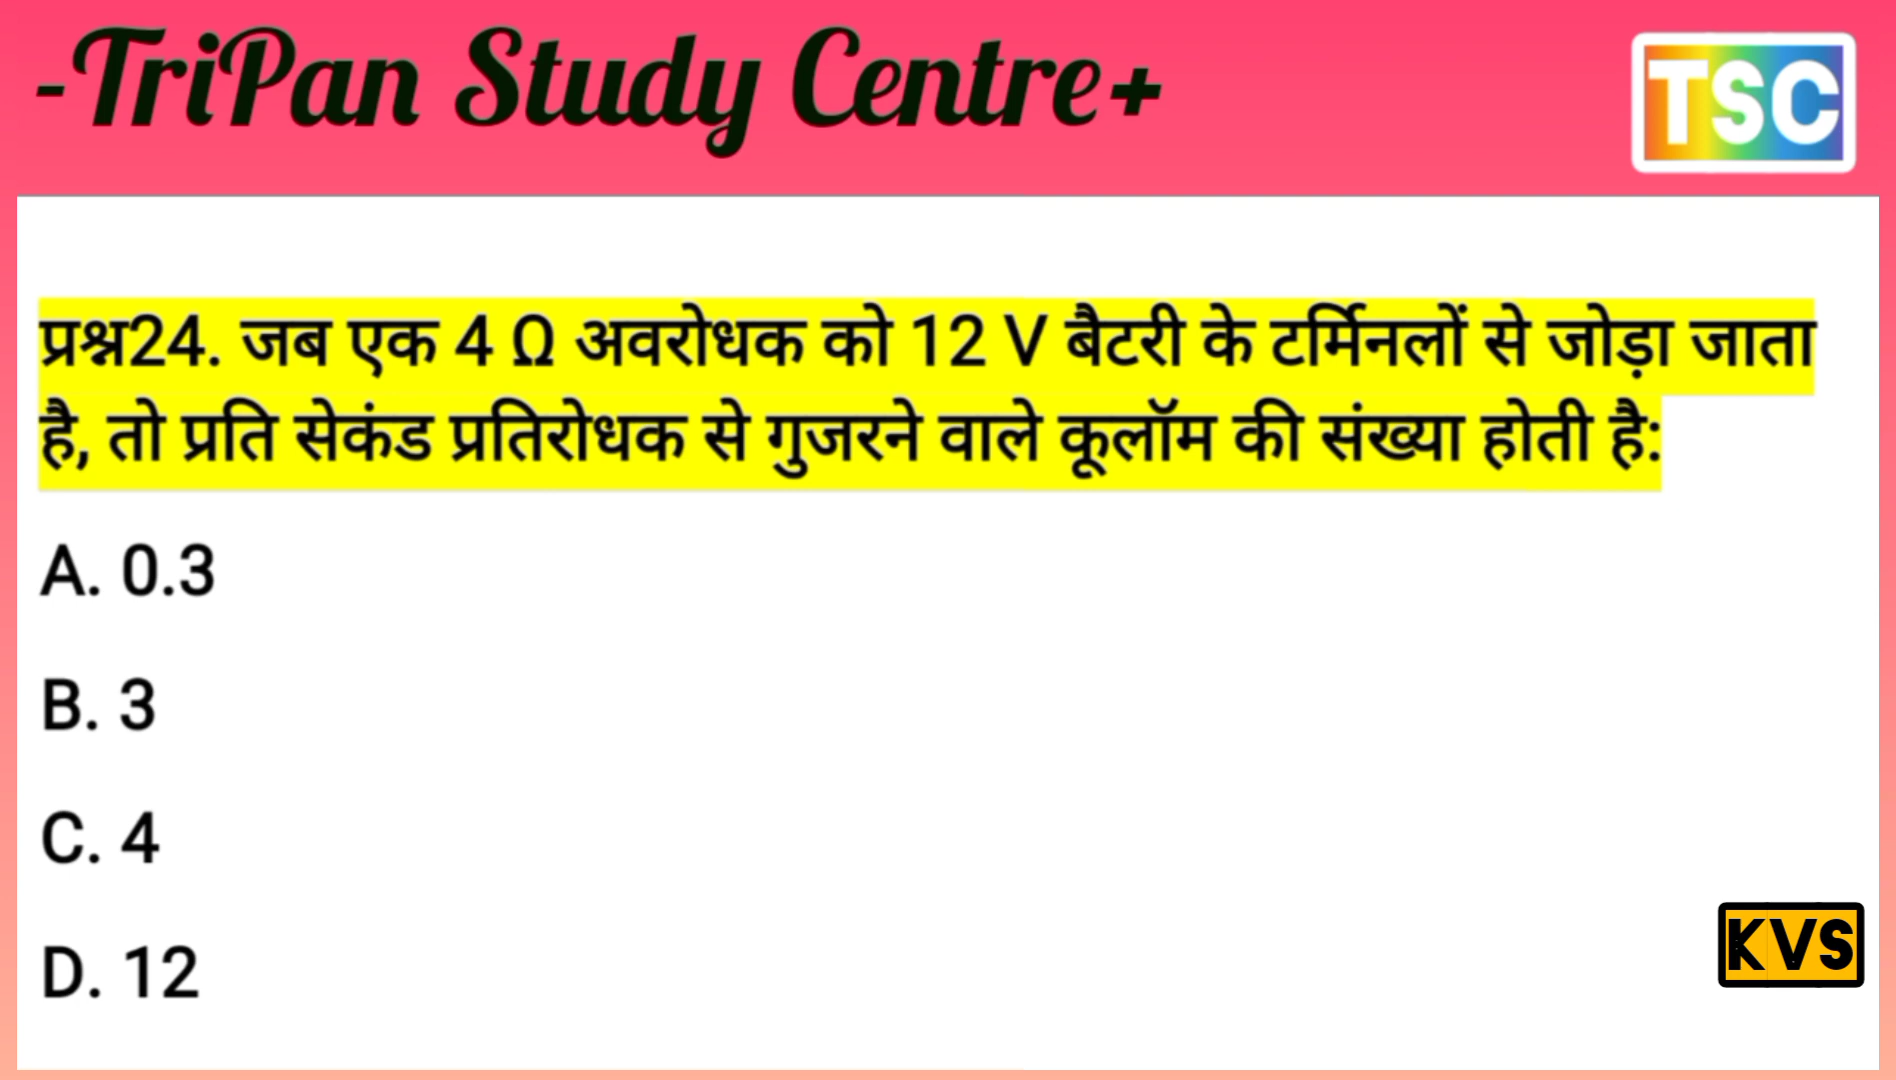 -TriPan Study Centre+
TSC
प्रश्न24. जब एक 4 Ω अवरोधक को 12 V बैटरी के टर्मिनलों से जोड़ा जाता
है, तो प्रति सेकंड प्रतिरोधक से गुजरने वाले कूलॉम की संख्या होती है:
A. 0.3
B. 3
C. 4
D. 12
KVS